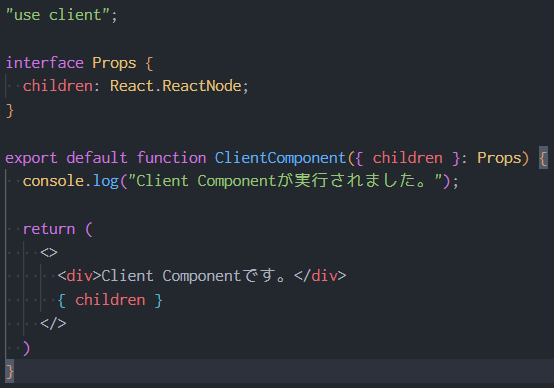 "use client";
interface Props {
children: React.ReactNode;
}
export default function ClientComponent({ children }: Props) {
console.log("Client Componentが実行されました。");
return (
<>
<div>Client Componentです。</div>
{ children }
</>
)
}